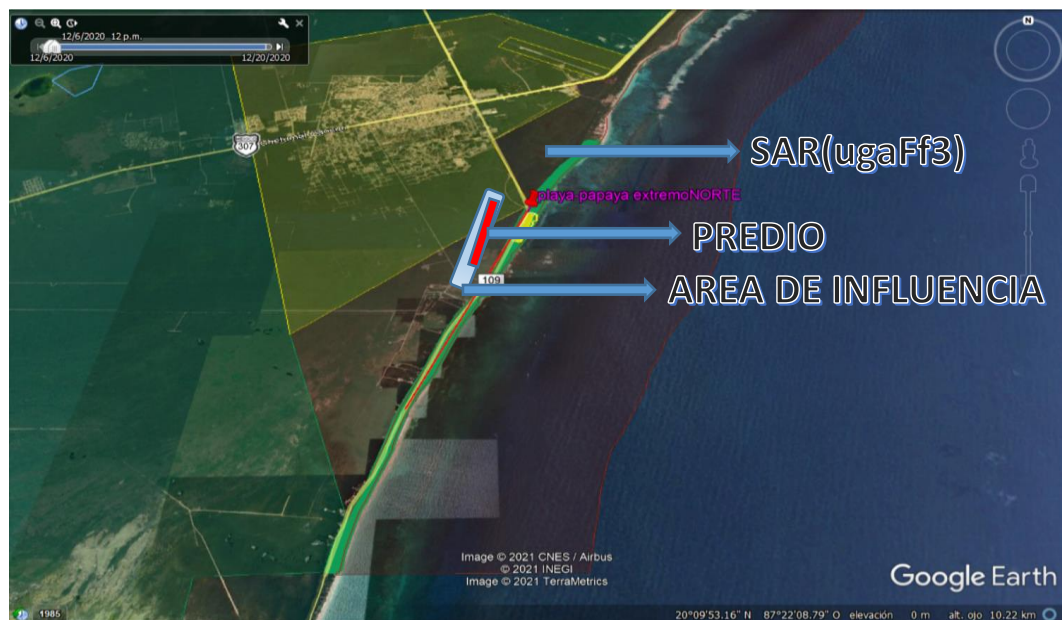 12/6/2020 12 p.m.
12/6/2020 12/20/2020
N
307
SAR(ugaFf3)
playa-papaya extremoNORTE
PREDIO
109
AREA DE INFLUENCIA
Image © 2021 CNES / Airbus
© 2021 INEGI
Image © 2021 TerraMetrics
Google Earth
1985
20°09'53.16" N 87°22'08.79" O elevación 0 m alt. ojo 10.22 km